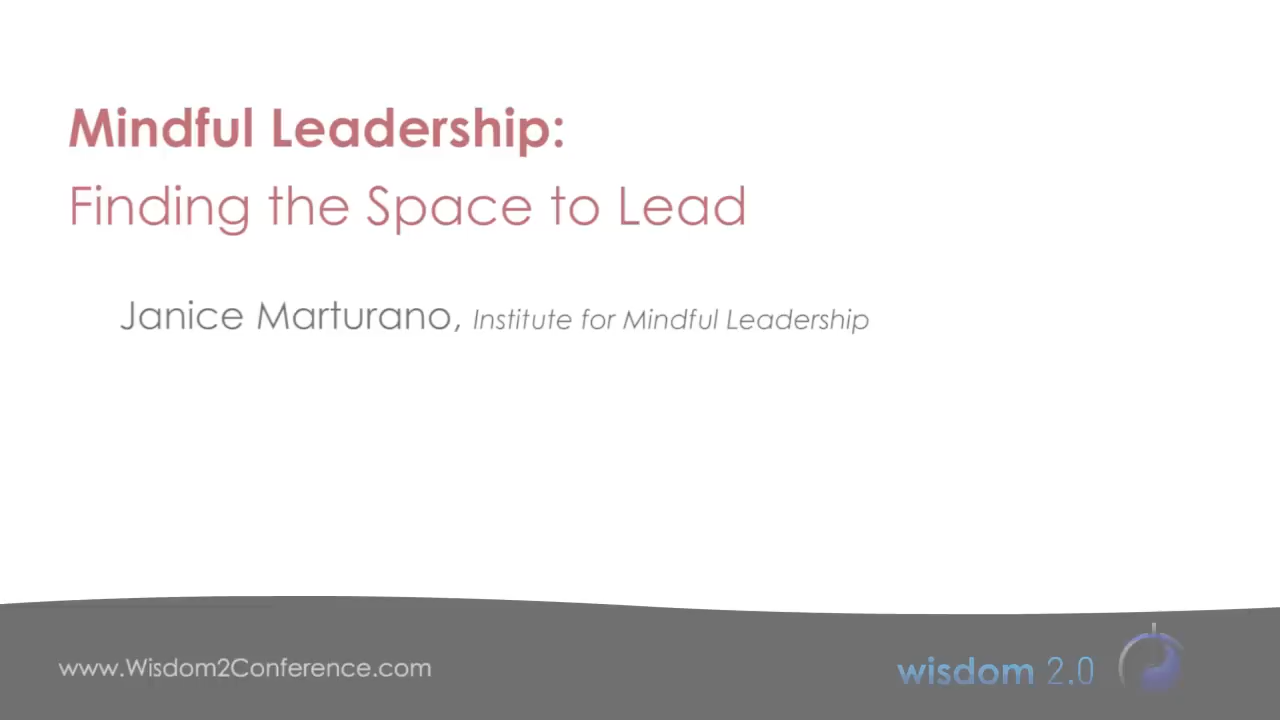 Mindful Leadership:
Finding the Space to Lead
Janice Marturano, Institute for Mindful Leadership
www.Wisdom2Conference.com
wisdom 2.0